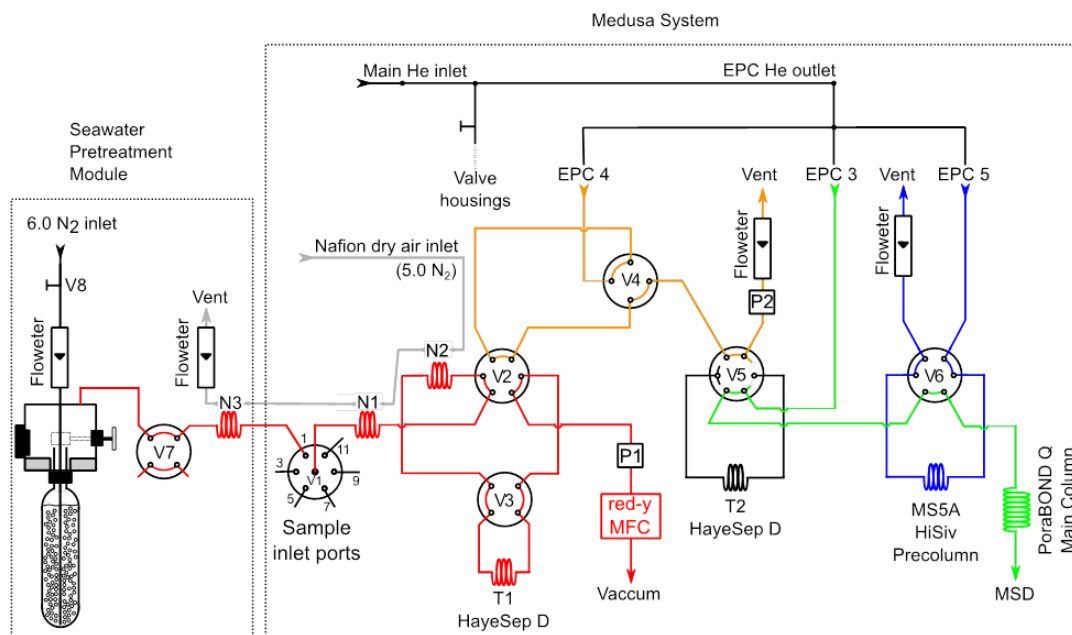 Medusa System
Main He inlet
EPC He outlet
Seawater
Pretreatment
Module
Valve
housings
EPC 4
Vent
EPC 3
Vent
EPC 5
6.0 N2 inlet
Nafion dry air inlet
(5.0 N2)
V8
Floweter
Floweter
V4
P2
Vent
Floweter
Floweter
N2
V2
V5
V6
N3
N1
V7
1
11
3
V1
9
5
7
Sample
inlet ports
V3
P1
red-y
MFC
T1
HayeSep D
Vaccum
T2
HayeSep D
MS5A
HiSiv
Precolumn
PoraBOND Q
Main Column
MSD